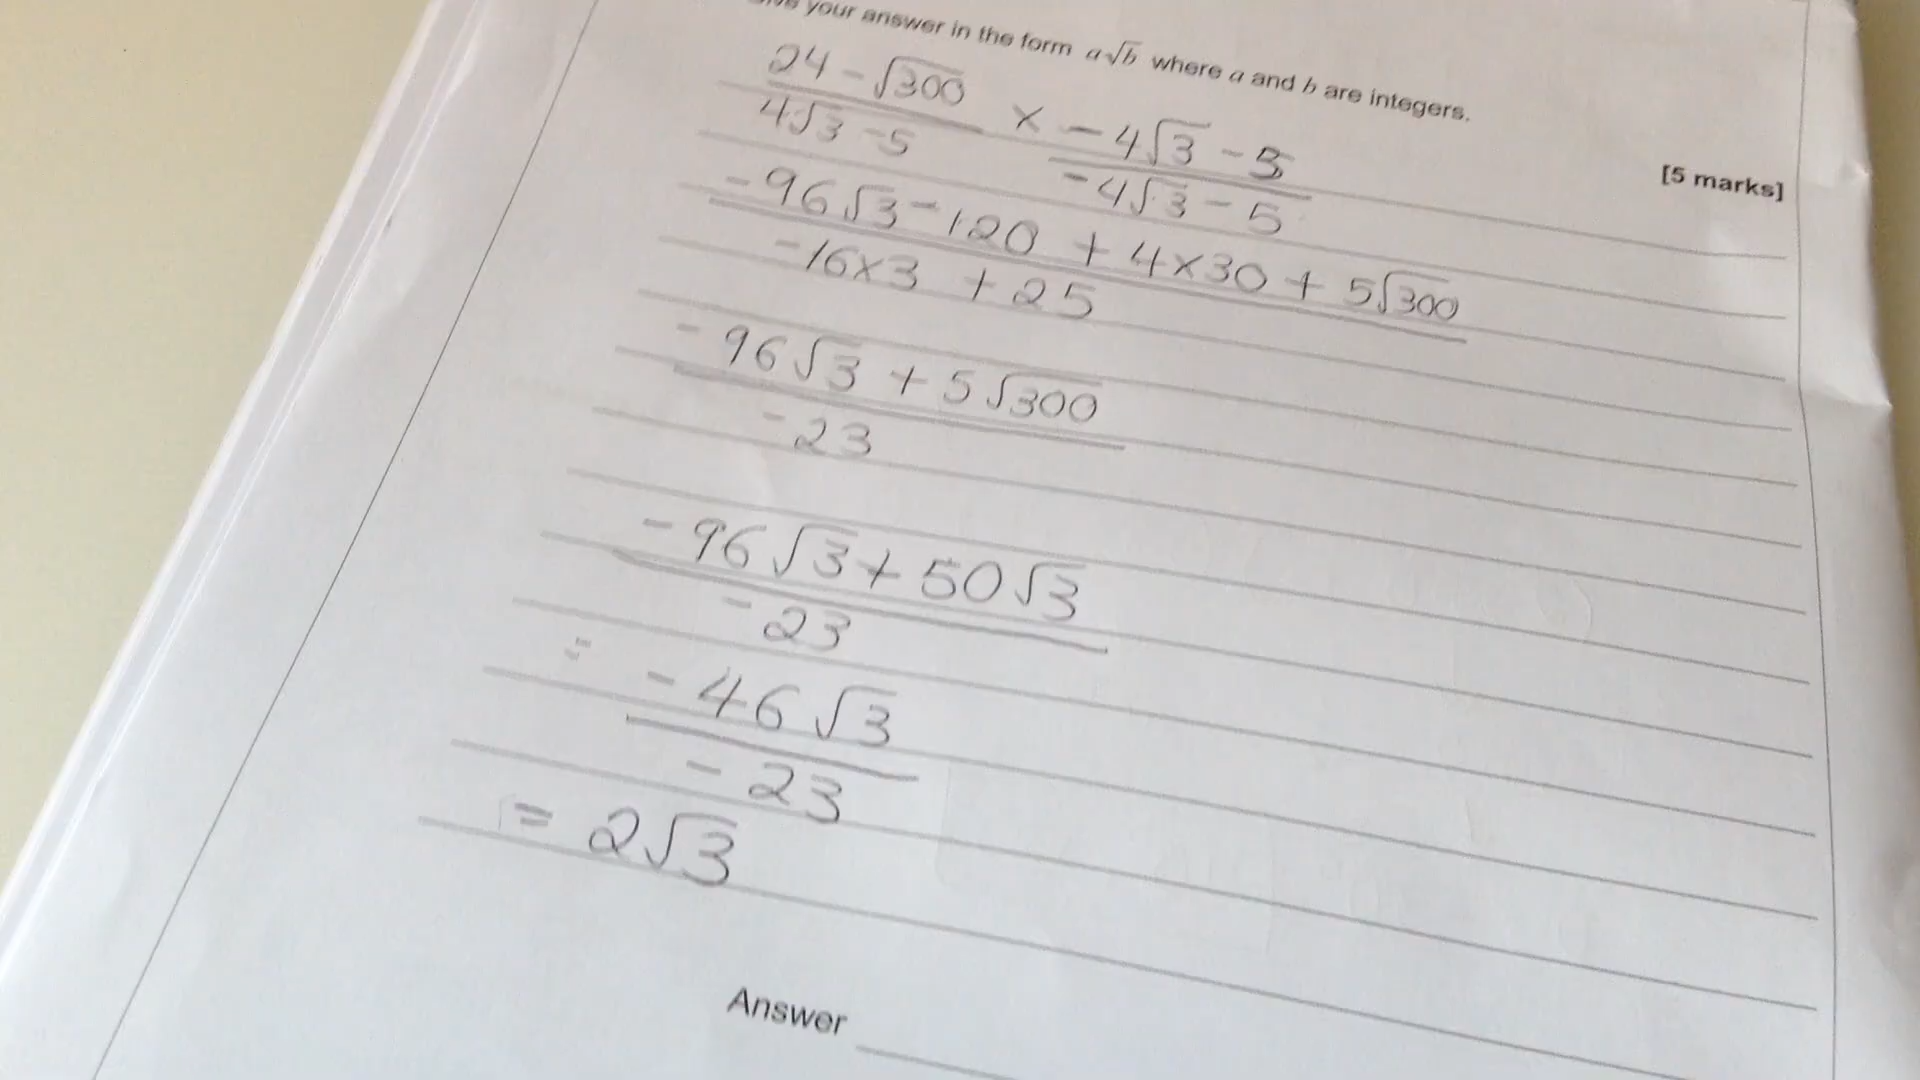 your answer in the form a√b where a and b are integers.
[5 marks]
24 - √300 × -4√3 - 5
4√3 - 5 -4√3 - 5
-96√3 - 120 + 4×30 + 5√300
-16×3 + 25
-96√3 + 5√300
-23
-96√3 + 50√3
-23
= -46√3
-23
= 2√3
Answer